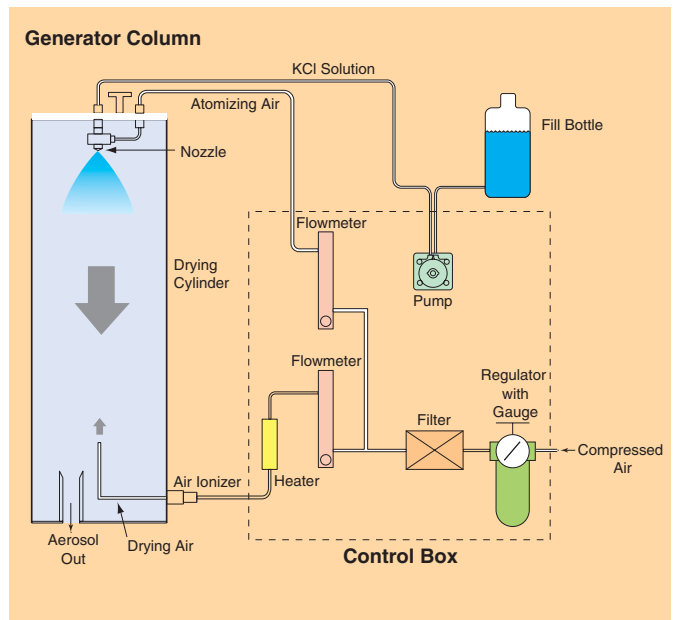 Generator Column
KCl Solution
Atomizing Air
Fill Bottle
Nozzle
Flowmeter
Drying
Cylinder
Pump
Flowmeter
Regulator
with
Gauge
Filter
Compressed
Air
Air Ionizer
Heater
Aerosol
Out
Drying Air
Control Box